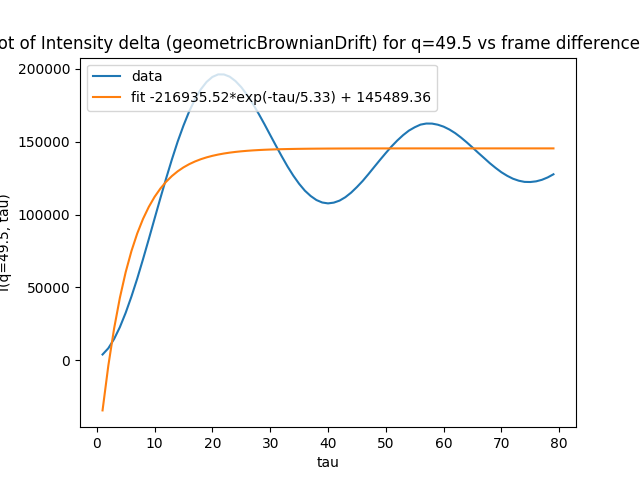 ot of Intensity delta (geometricBrownianDrift) for q=49.5 vs frame difference
data
fit -216935.52*exp(-tau/5.33) + 145489.36
200000
150000
100000
50000
0
I(q=49.5, tau)
0 10 20 30 40 50 60 70 80
tau